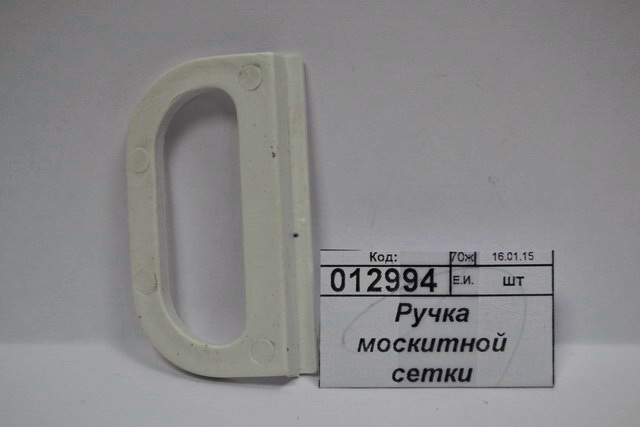 Код: 70ж 16.01.15
012994 Е.И. шт
Ручка
москитной
сетки